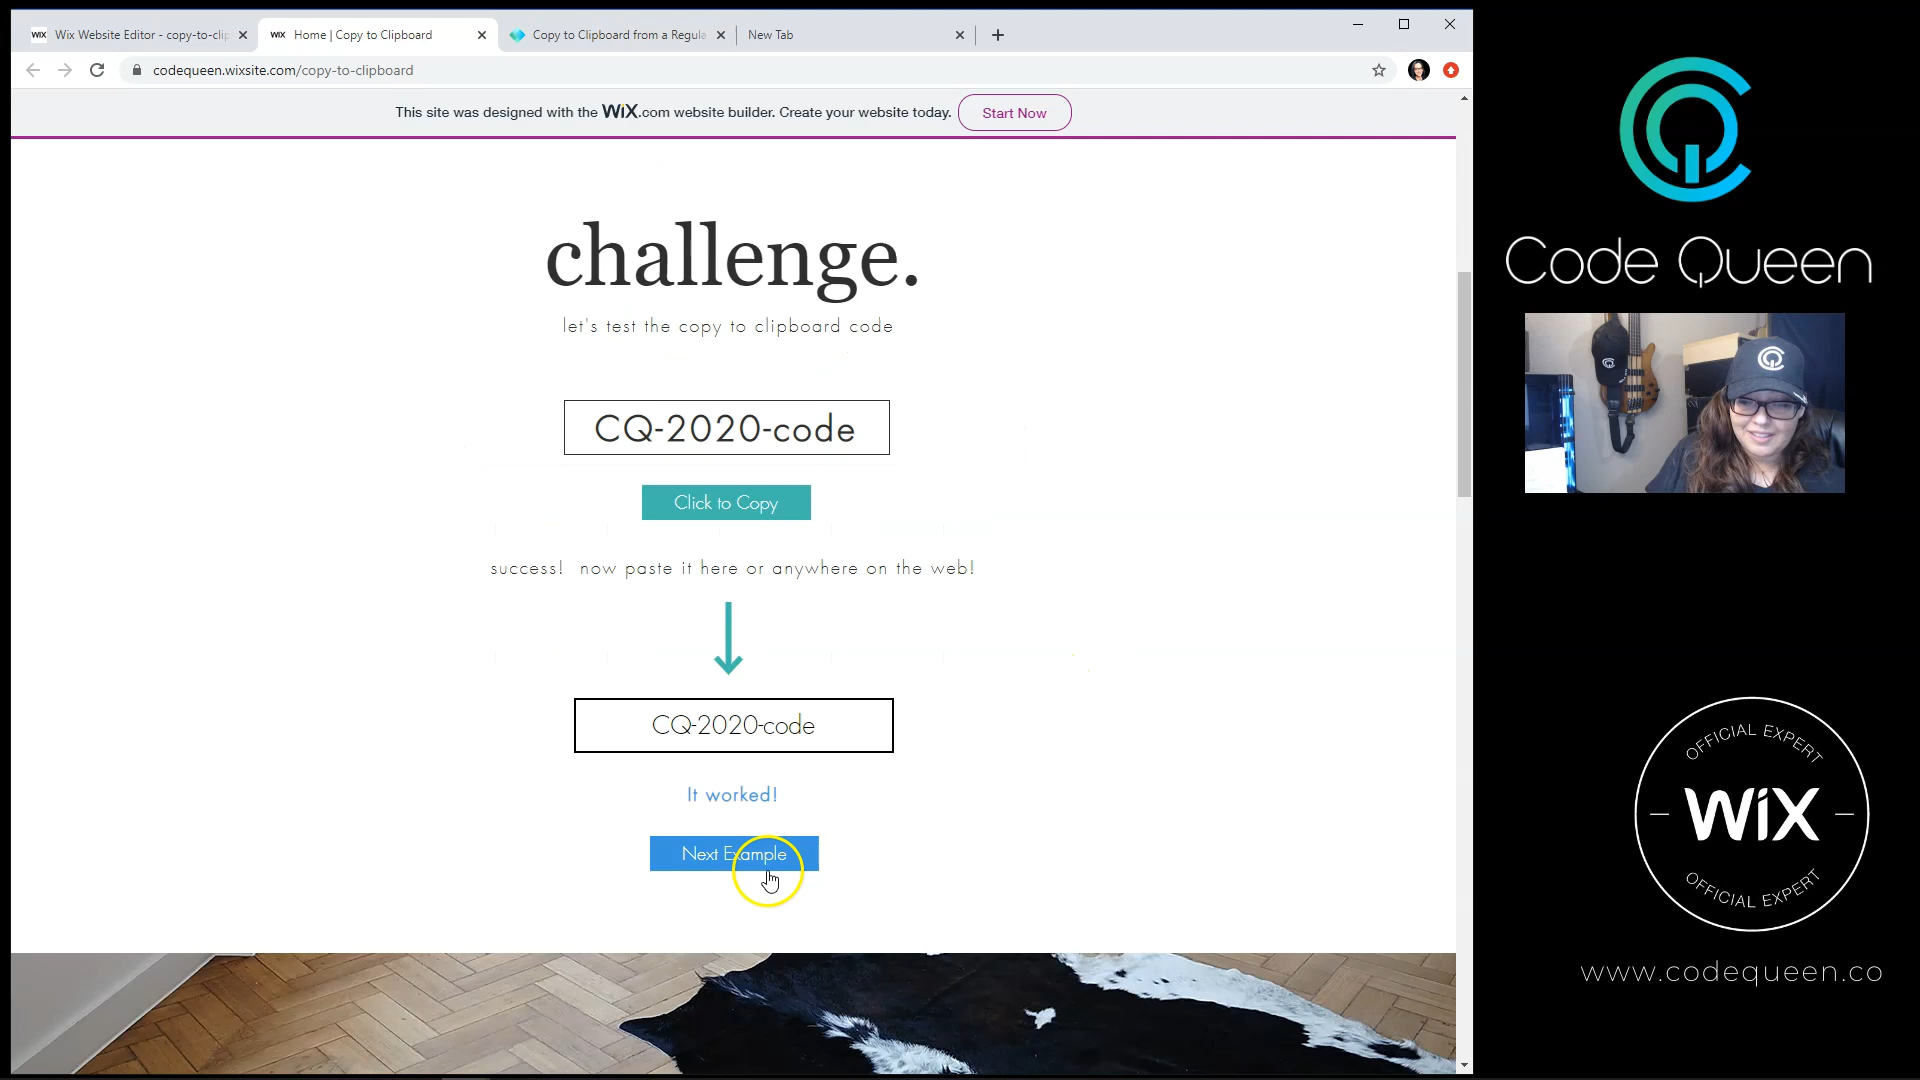 WIX Wix Website Editor - copy-to-clip
WIX Home | Copy to Clipboard
Copy to Clipboard from a Regula
New Tab
codequeen.wixsite.com/copy-to-clipboard
This site was designed with the WiX.com website builder. Create your website today.
Start Now
challenge.
let's test the copy to clipboard code
CQ-2020-code
Click to Copy
success! now paste it here or anywhere on the web!
CQ-2020-code
It worked!
Next Example
Code Queen
OFFICIAL EXPERT
WiX
OFFICIAL EXPERT
www.codequeen.co